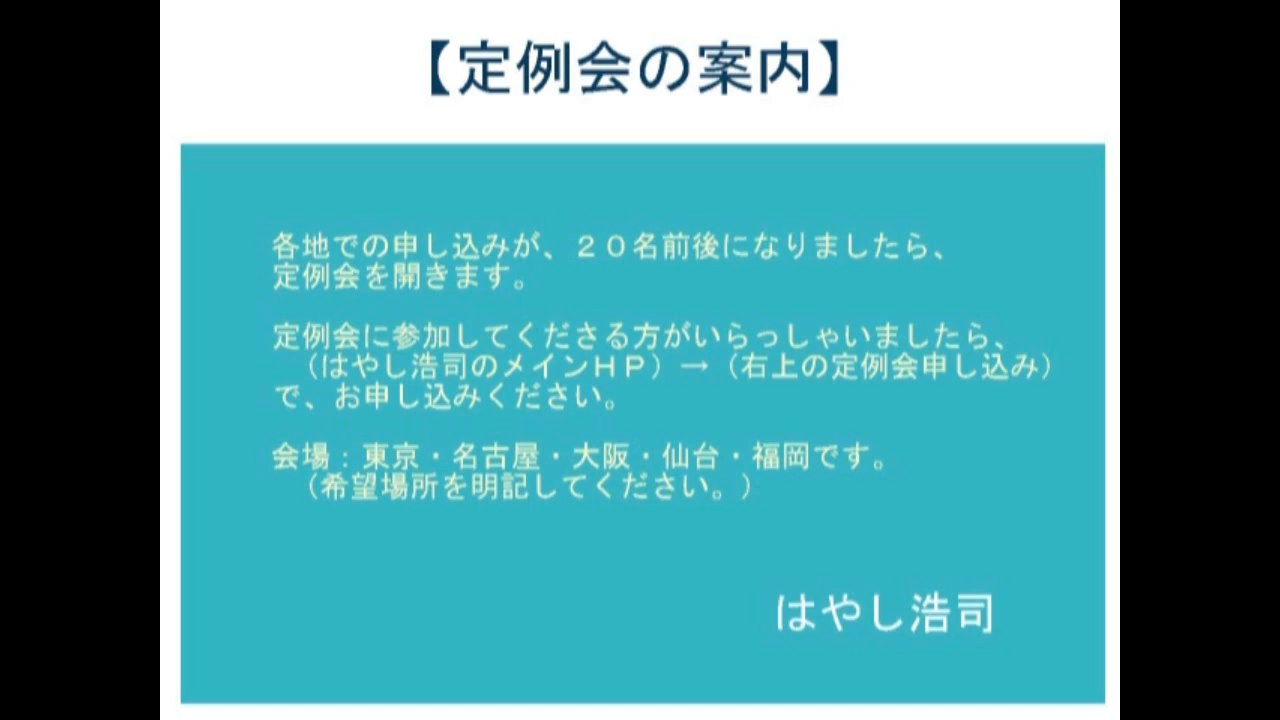 【定例会の案内】
各地での申し込みが、２０名前後になりましたら、
定例会を開きます。
定例会に参加してくださる方がいらっしゃいましたら、
（はやし浩司のメインＨＰ）→（右上の定例会申し込み）
で、お申し込みください。
会場：東京・名古屋・大阪・仙台・福岡です。
（希望場所を明記してください。）
はやし浩司